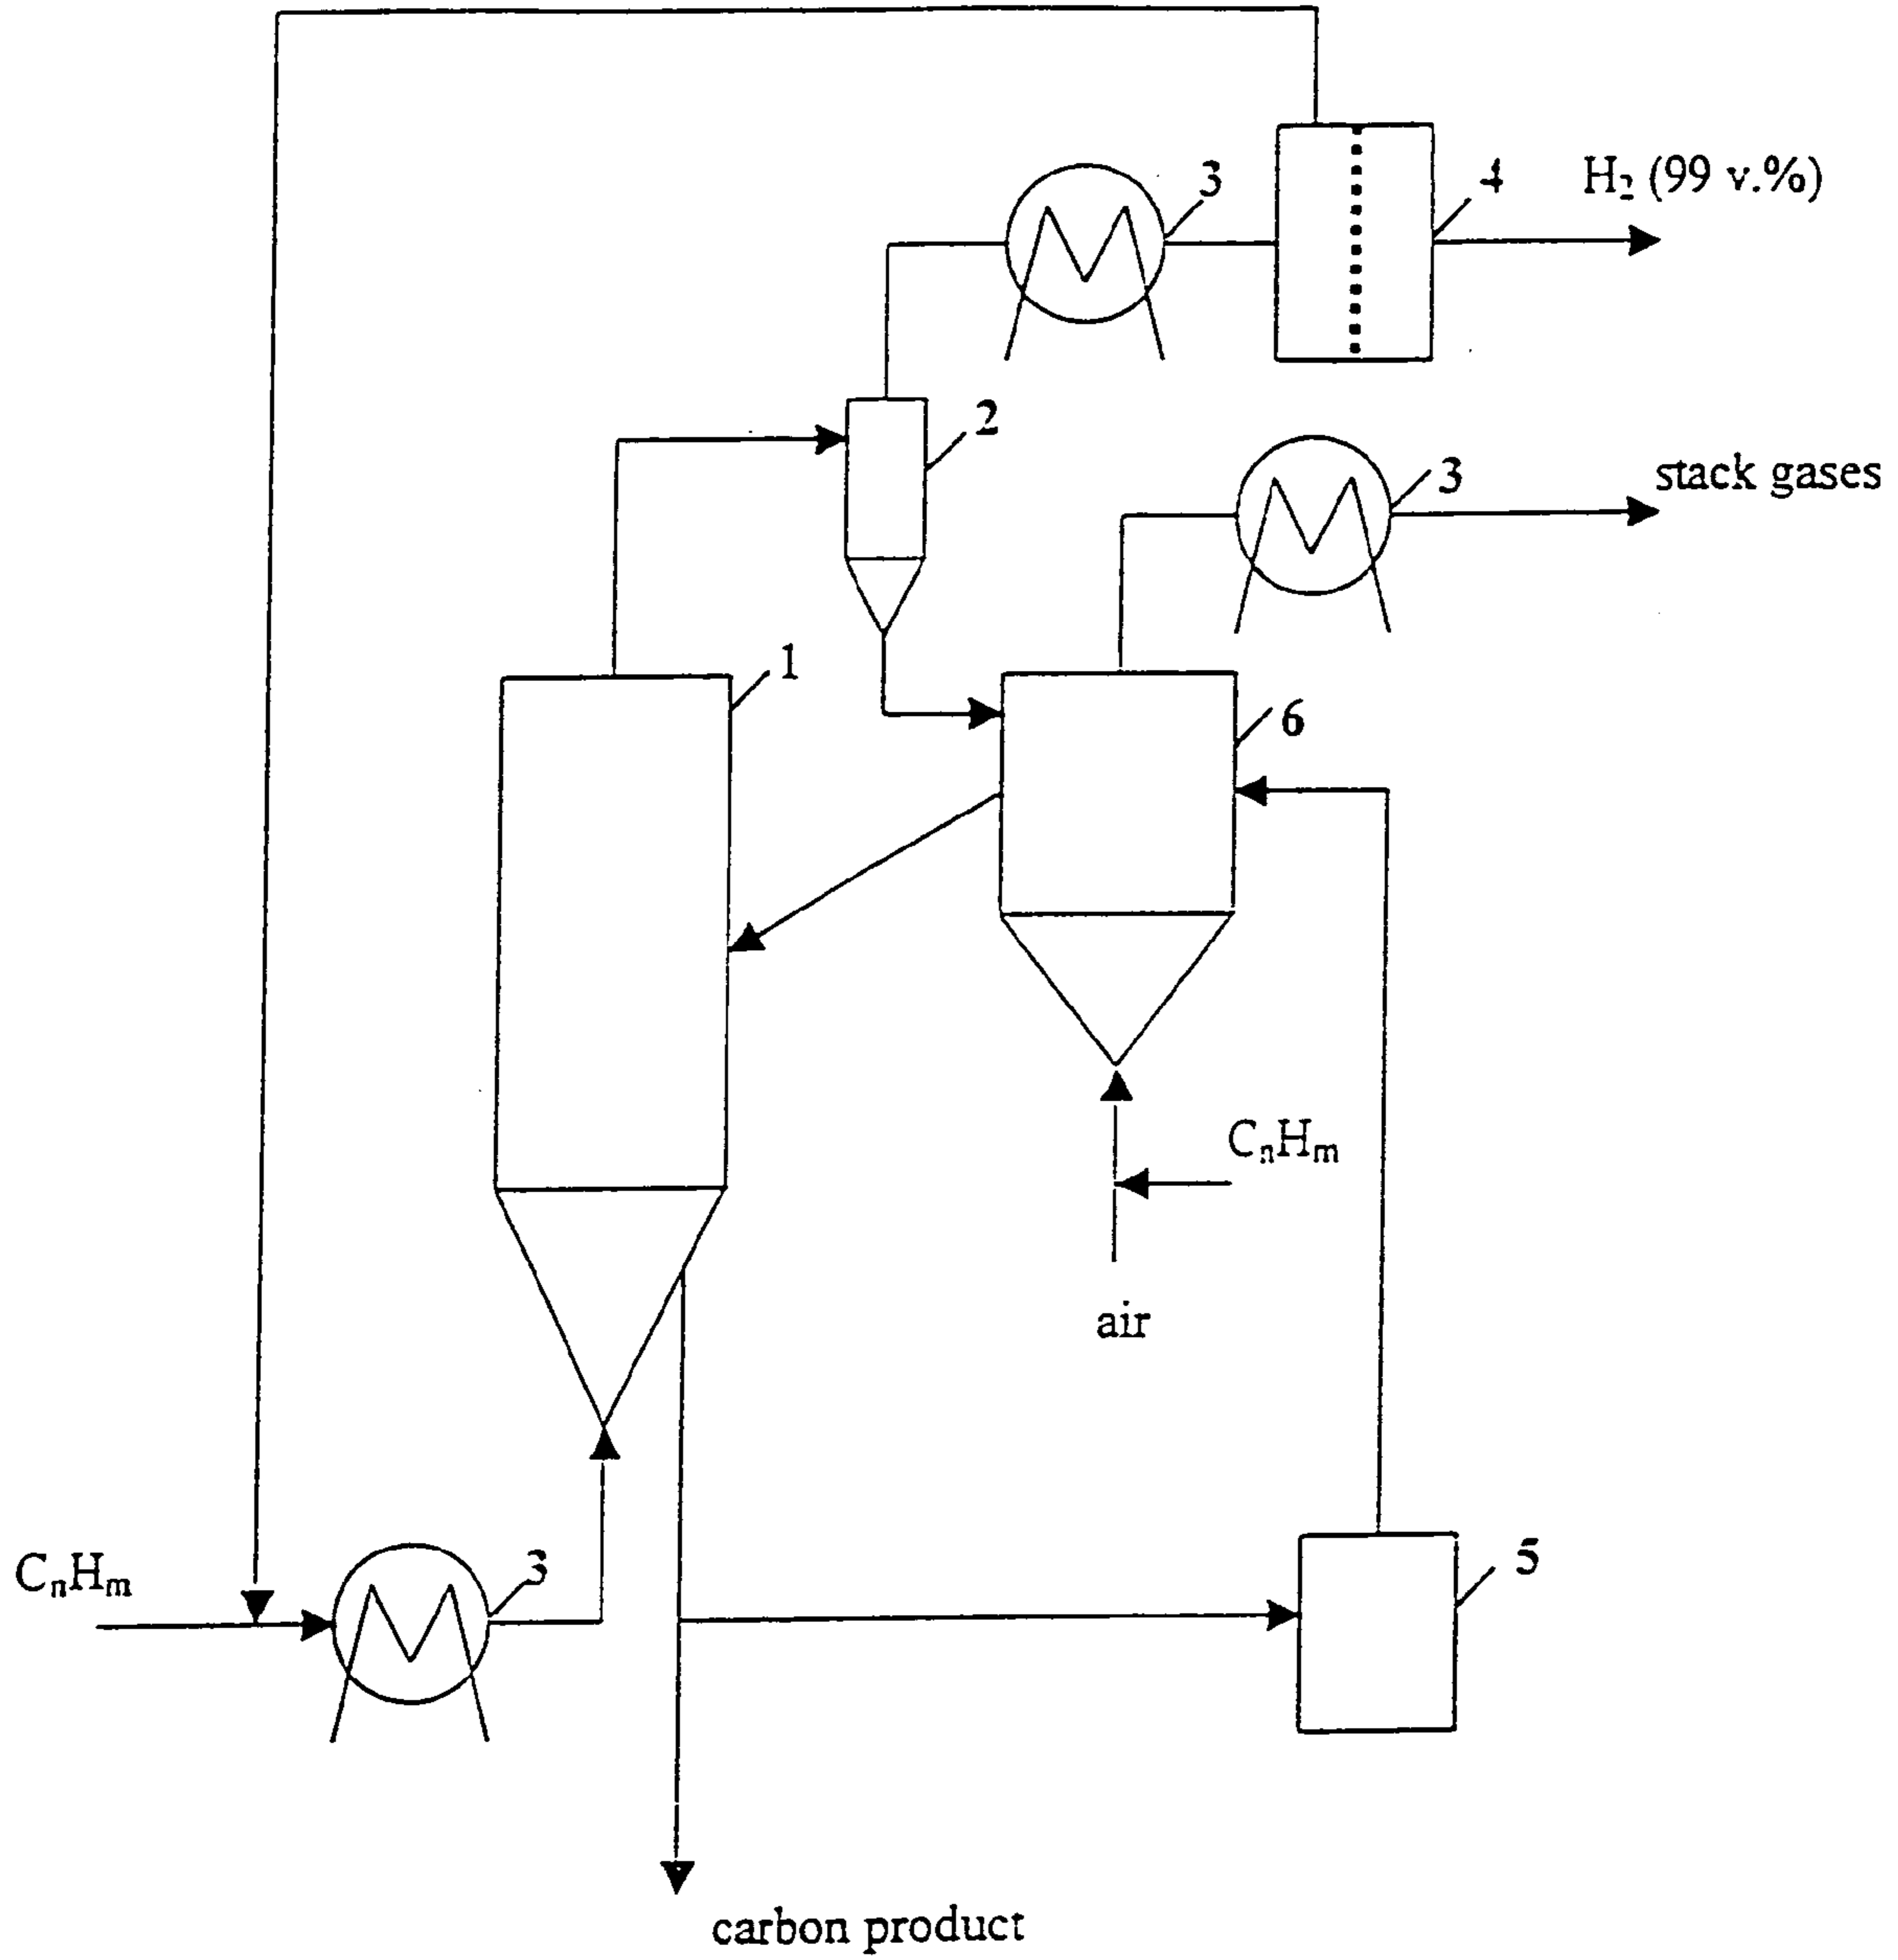 3
4
H₂ (99 v.%)
2
3
stack gases
1
6
CₙHₘ
air
CₙHₘ
3
5
carbon product